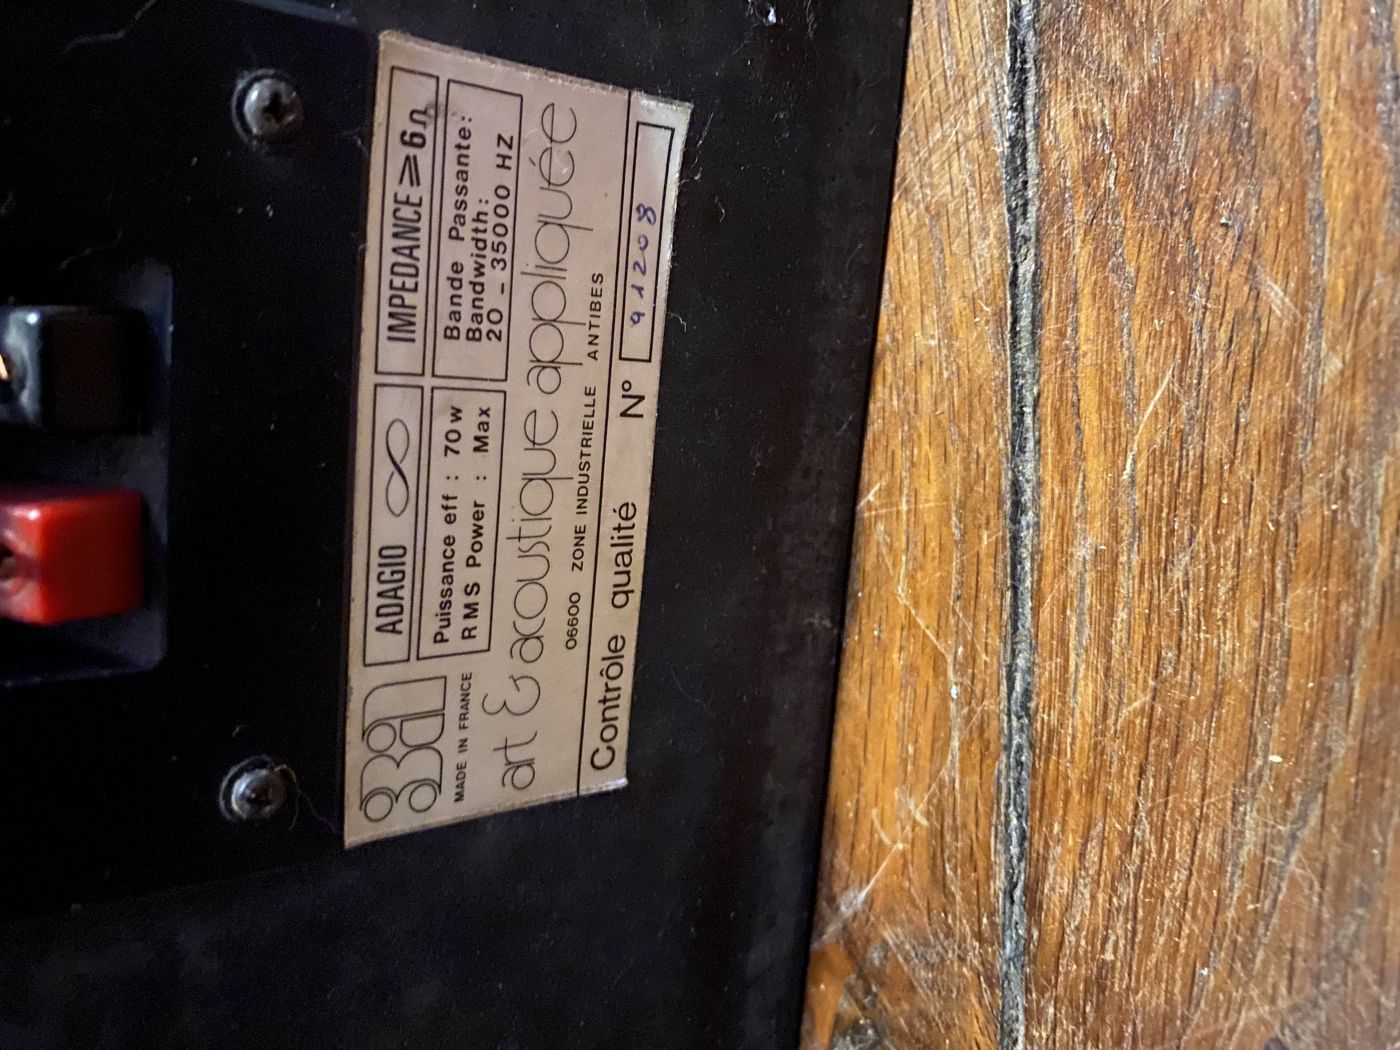 a3a
ADAGIO ∞
IMPEDANCE ⩾ 6Ω
MADE IN FRANCE
Puissance eff : 70 w
RMS Power : Max
Bande Passante:
Bandwidth:
20 - 35000 HZ
art & acoustique appliquée
06600 ZONE INDUSTRIELLE ANTIBES
Contrôle qualité N° 91208